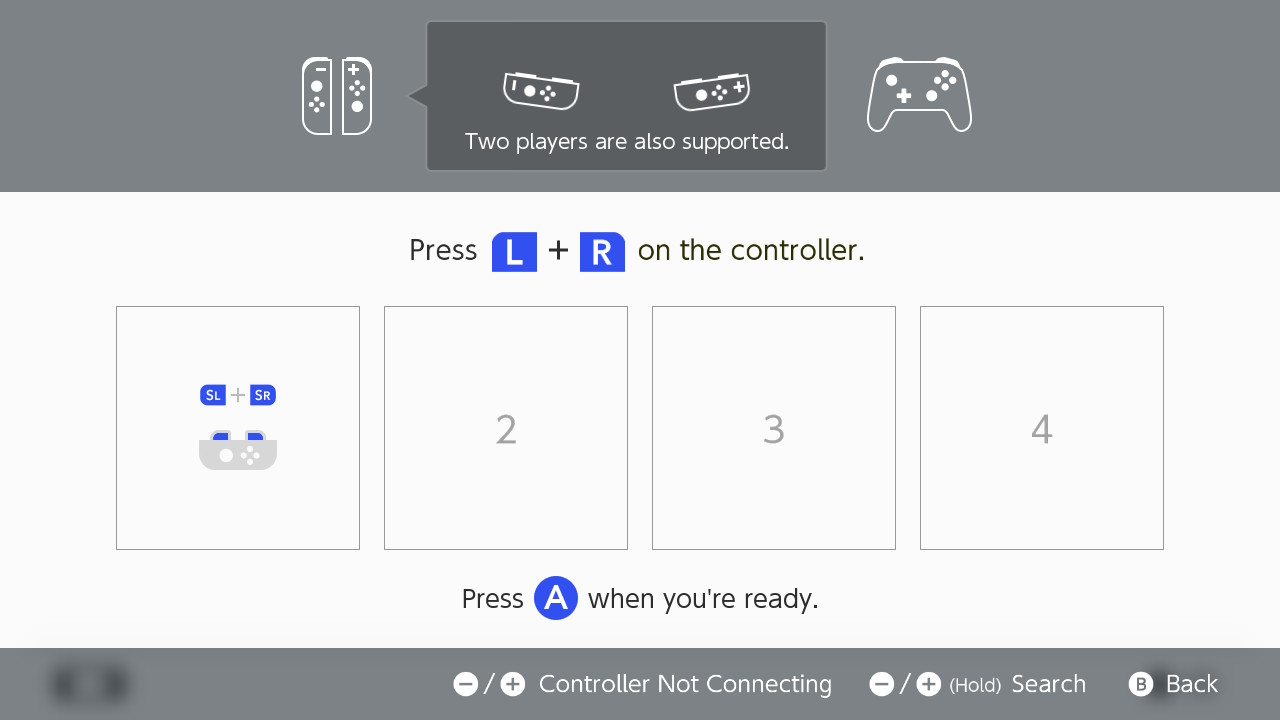 Two players are also supported.
Press L + R on the controller.
SL + SR
2
3
4
Press A when you're ready.
−/+ Controller Not Connecting −/+ (Hold) Search B Back